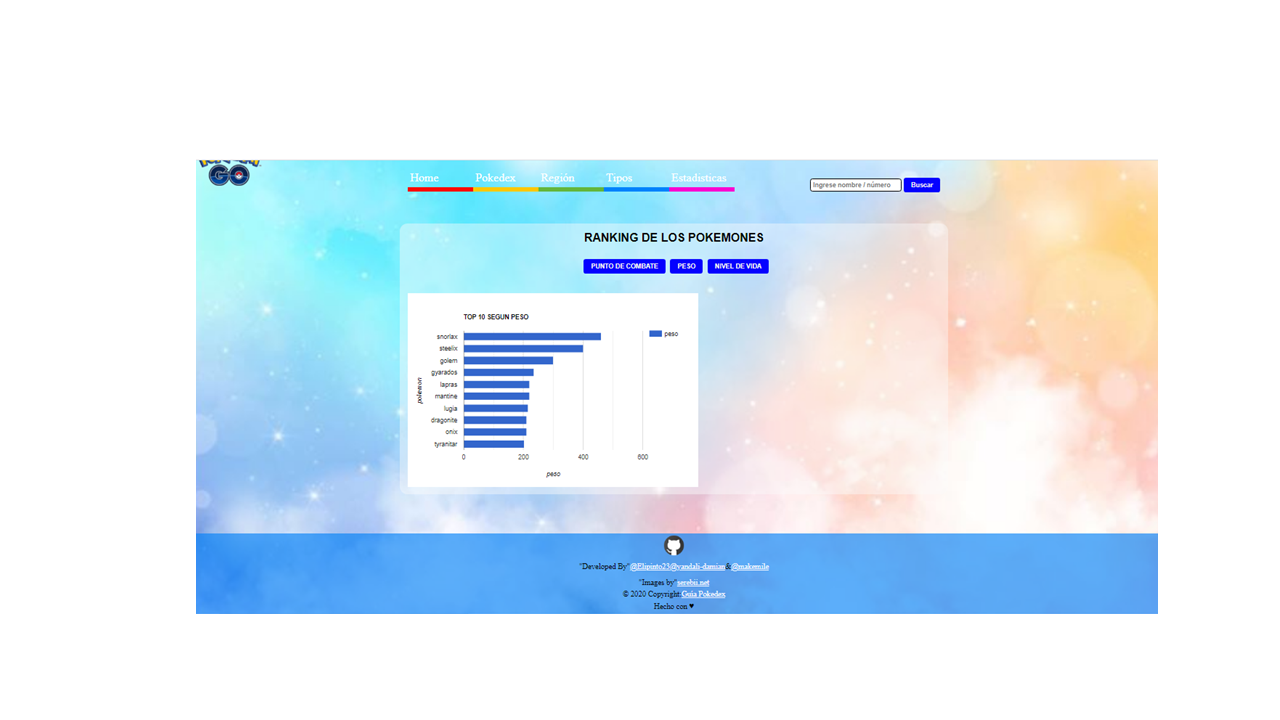 GO
Home Pokedex Región Tipos Estadisticas
Ingrese nombre / número Buscar
RANKING DE LOS POKEMONES
PUNTO DE COMBATE PESO NIVEL DE VIDA
TOP 10 SEGUN PESO
peso
pokemon
snorlax
steelix
golem
gyarados
lapras
mantine
lugia
dragonite
onix
tyranitar
0 200 400 600
peso
"Developed By"@Elipinto23@yandali-damian&@makemile
"Images by"serebii.net
© 2020 Copyright:Guia Pokedex
Hecho con ♥